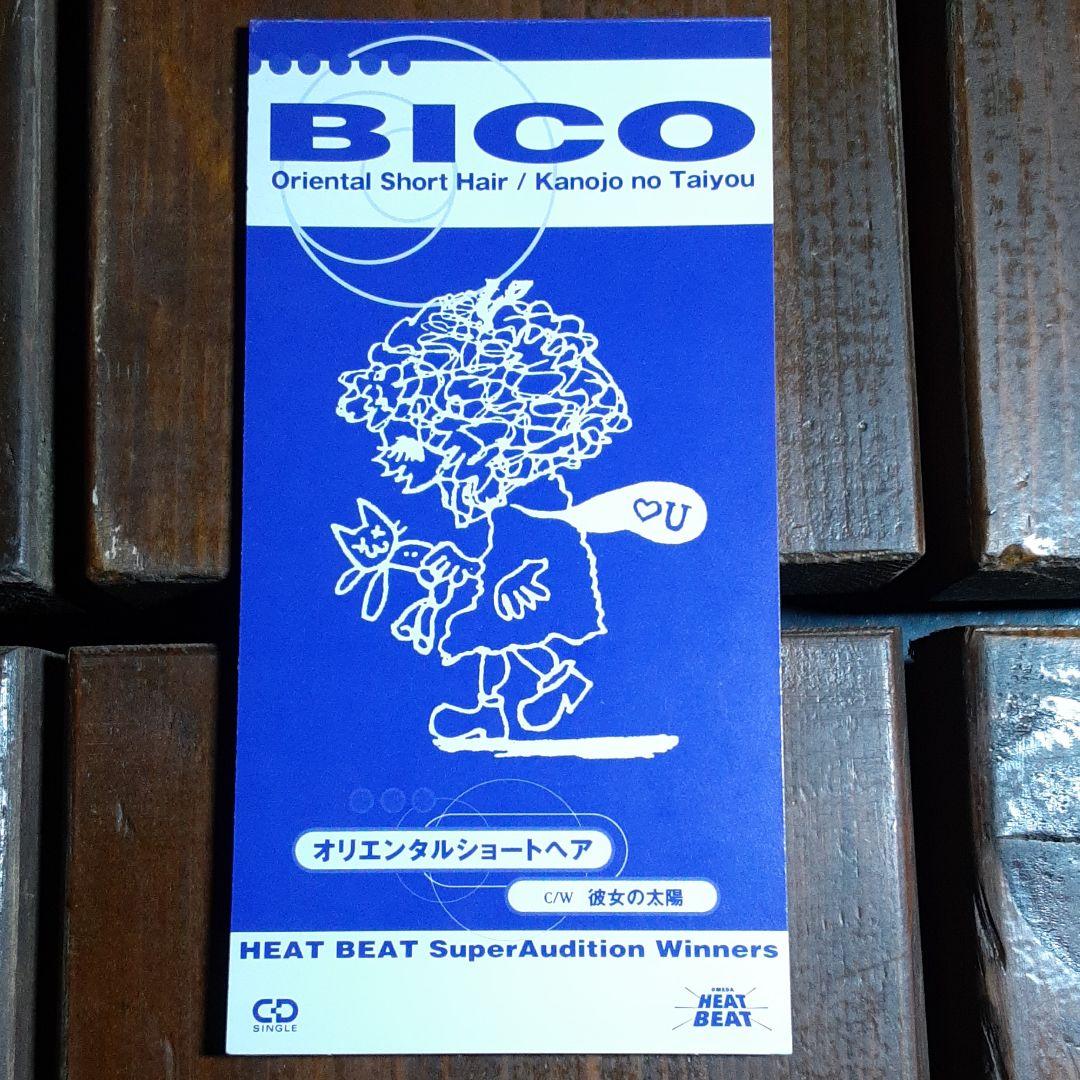 BICO
Oriental Short Hair / Kanojo no Taiyou
♡U
オリエンタルショートヘア
C/W 彼女の太陽
HEAT BEAT SuperAudition Winners
CD
SINGLE
UMEDA
HEAT
BEAT